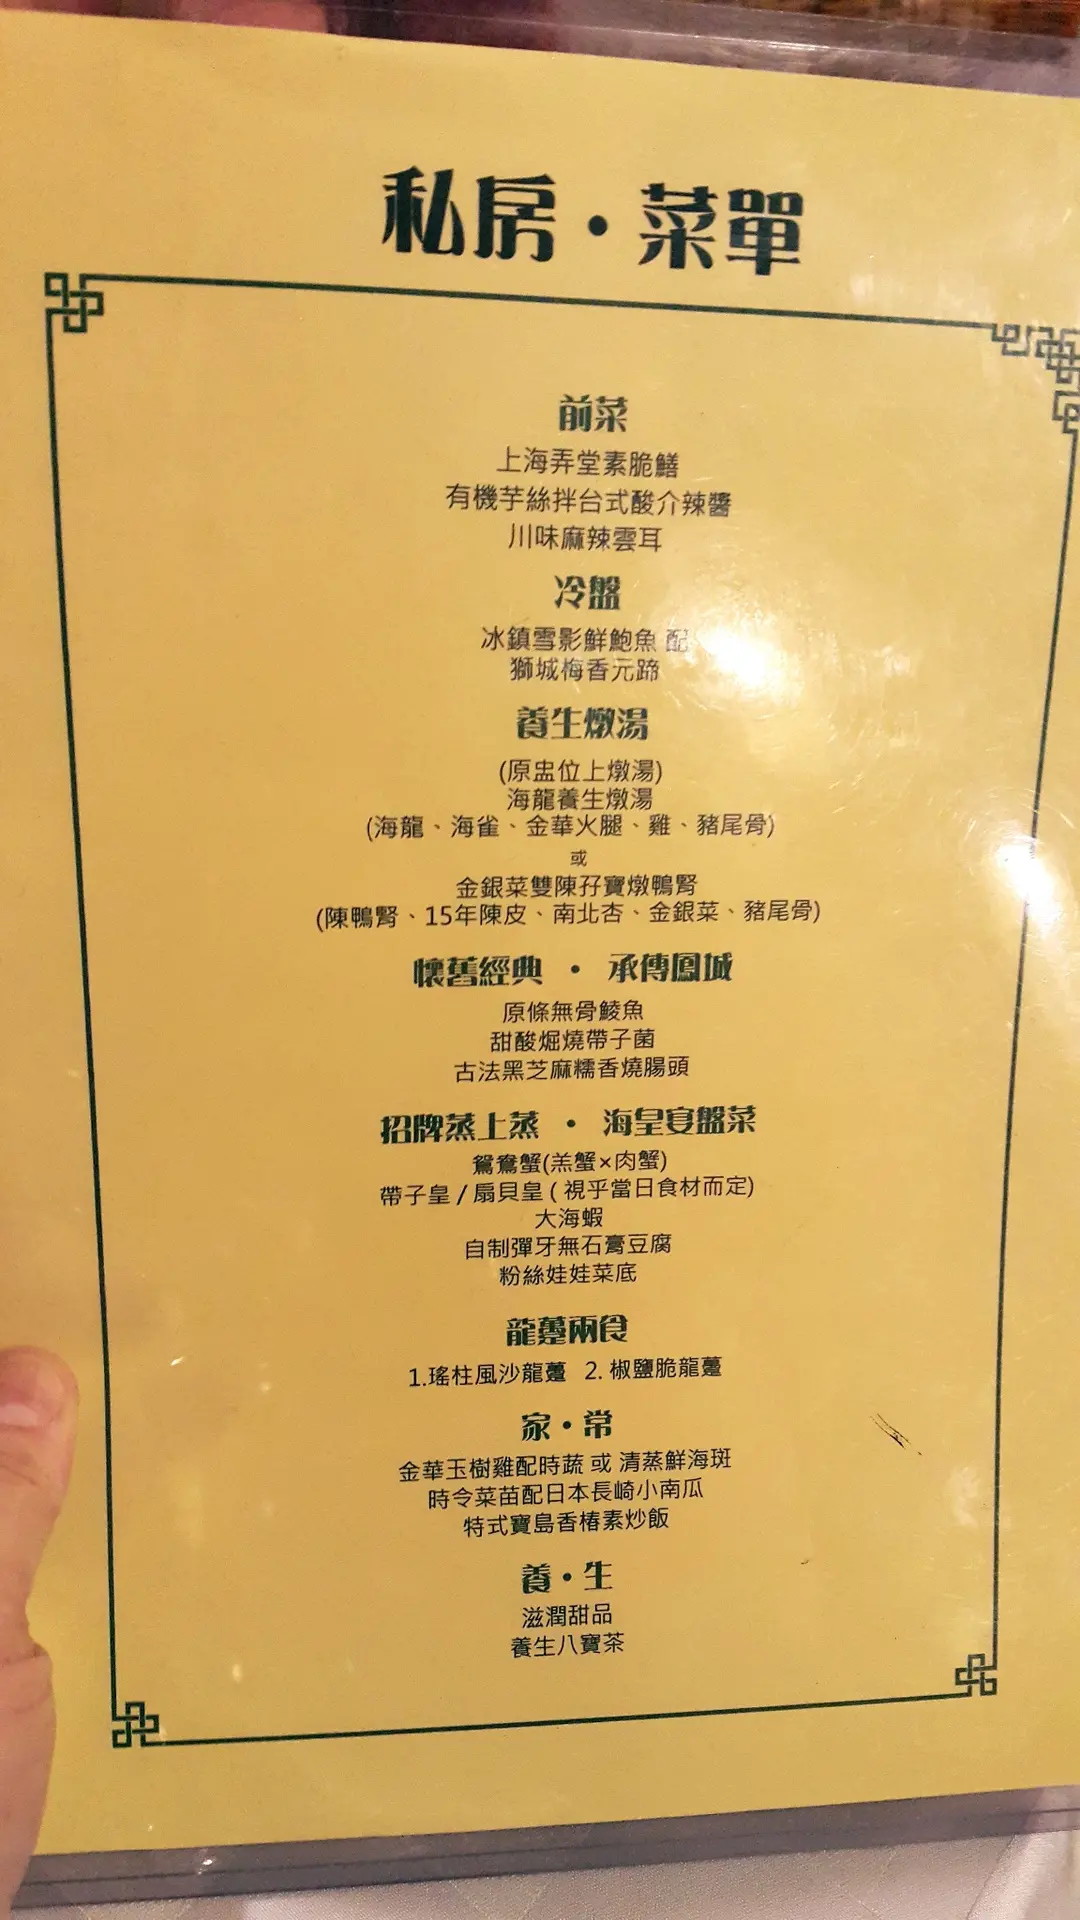 私房・菜單
前菜
上海弄堂素脆鱔
有機芋絲拌台式酸介辣醬
川味麻辣雲耳
冷盤
冰鎮雪影鮮鮑魚 配
獅城梅香元蹄
養生燉湯
(原盅位上燉湯)
海龍養生燉湯
(海龍、海雀、金華火腿、雞、豬尾骨)
或
金銀菜雙陳孖寶燉鴨腎
(陳鴨腎、15年陳皮、南北杏、金銀菜、豬尾骨)
懷舊經典 ・ 承傳鳳城
原條無骨鯪魚
甜酸焗燒帶子菌
古法黑芝麻糯香燒腸頭
招牌蒸上蒸 ・ 海皇宴盤菜
鴛鴦蟹(羔蟹×肉蟹)
帶子皇 / 扇貝皇 ( 視乎當日食材而定)
大海蝦
自制彈牙無石膏豆腐
粉絲娃娃菜底
龍躉兩食
1.瑤柱風沙龍躉 2. 椒鹽脆龍躉
家・常
金華玉樹雞配時蔬 或 清蒸鮮海斑
時令菜苗配日本長崎小南瓜
特式寶島香椿素炒飯
養・生
滋潤甜品
養生八寶茶